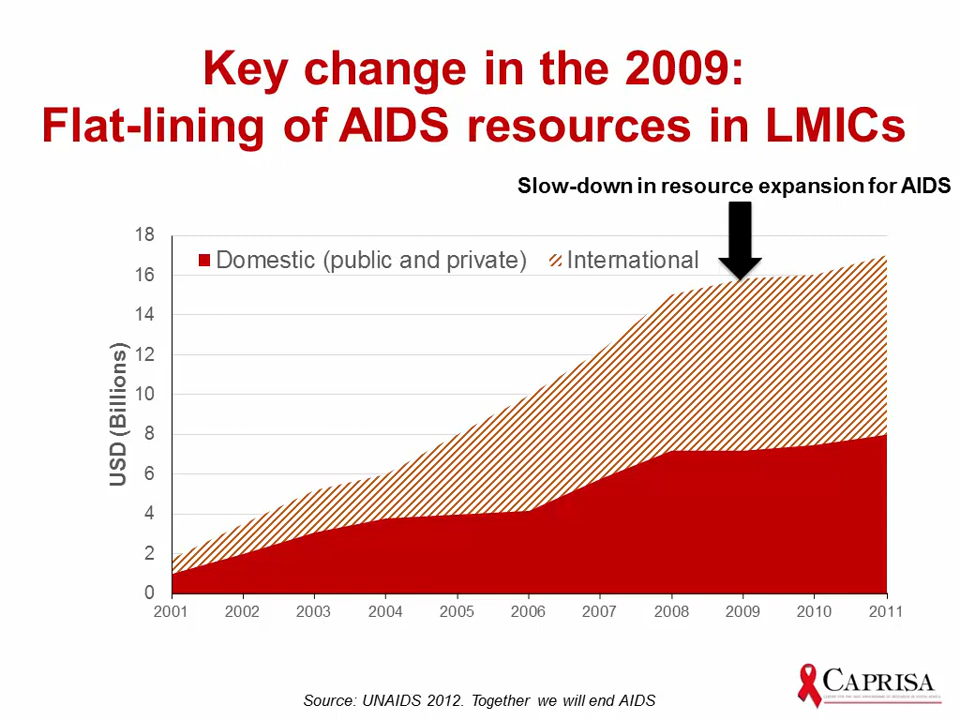 Key change in the 2009:
Flat-lining of AIDS resources in LMICs
Slow-down in resource expansion for AIDS
Domestic (public and private) International
USD (Billions)
18
16
14
12
10
8
6
4
2
0
2001 2002 2003 2004 2005 2006 2007 2008 2009 2010 2011
CAPRISA
Source: UNAIDS 2012. Together we will end AIDS